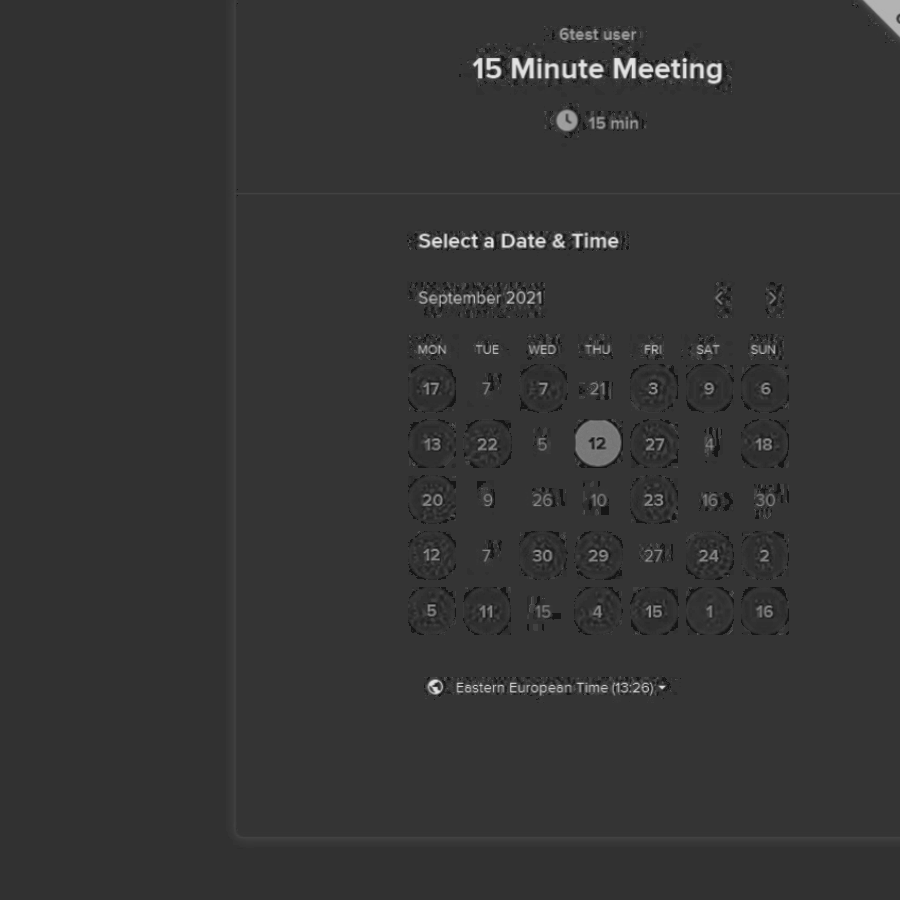 6test user
15 Minute Meeting
15 min
Select a Date & Time
September 2021
MON TUE WED THU FRI SAT SUN
17 7 7 21 3 9 6
13 22 5 12 27 4 18
20 9 26 10 23 16 30
12 7 30 29 27 24 2
5 11 15 4 15 1 16
Eastern European Time (13:26)